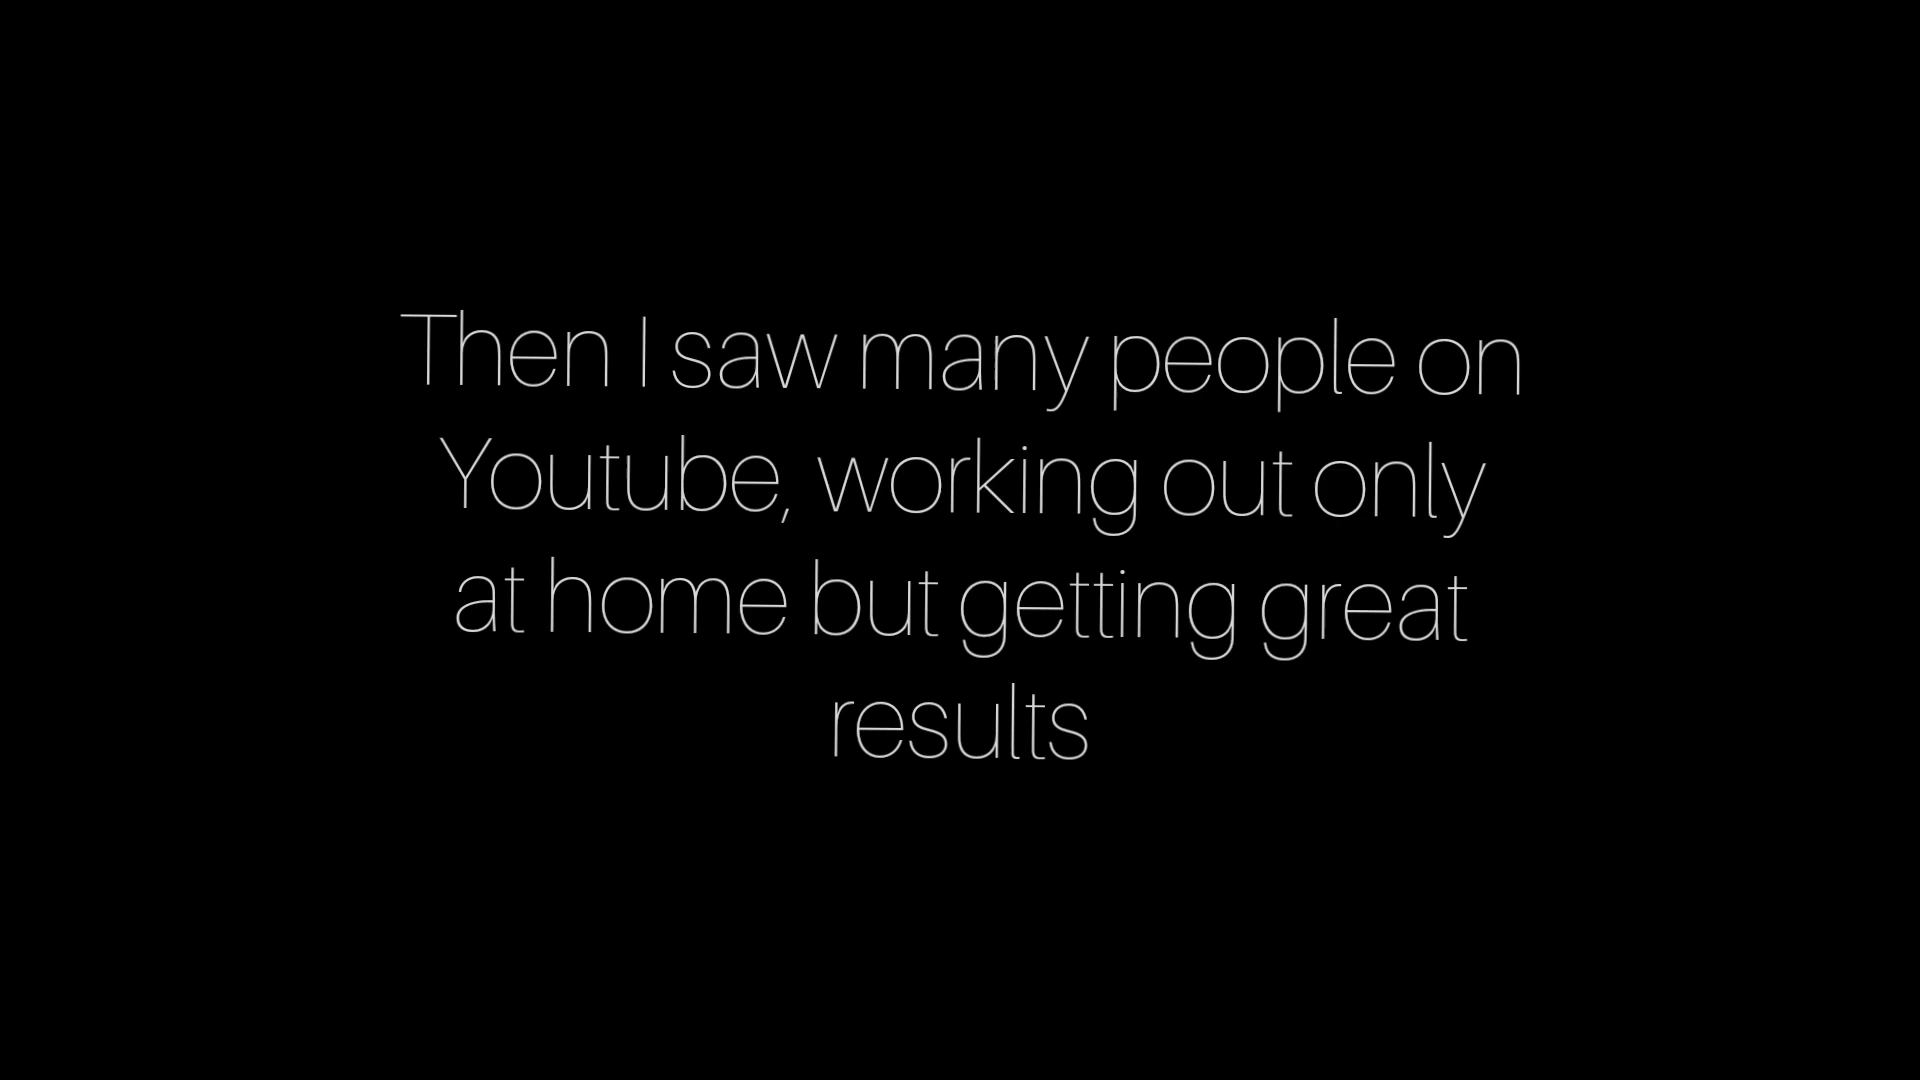 Then I saw many people on
Youtube, working out only
at home but getting great
results